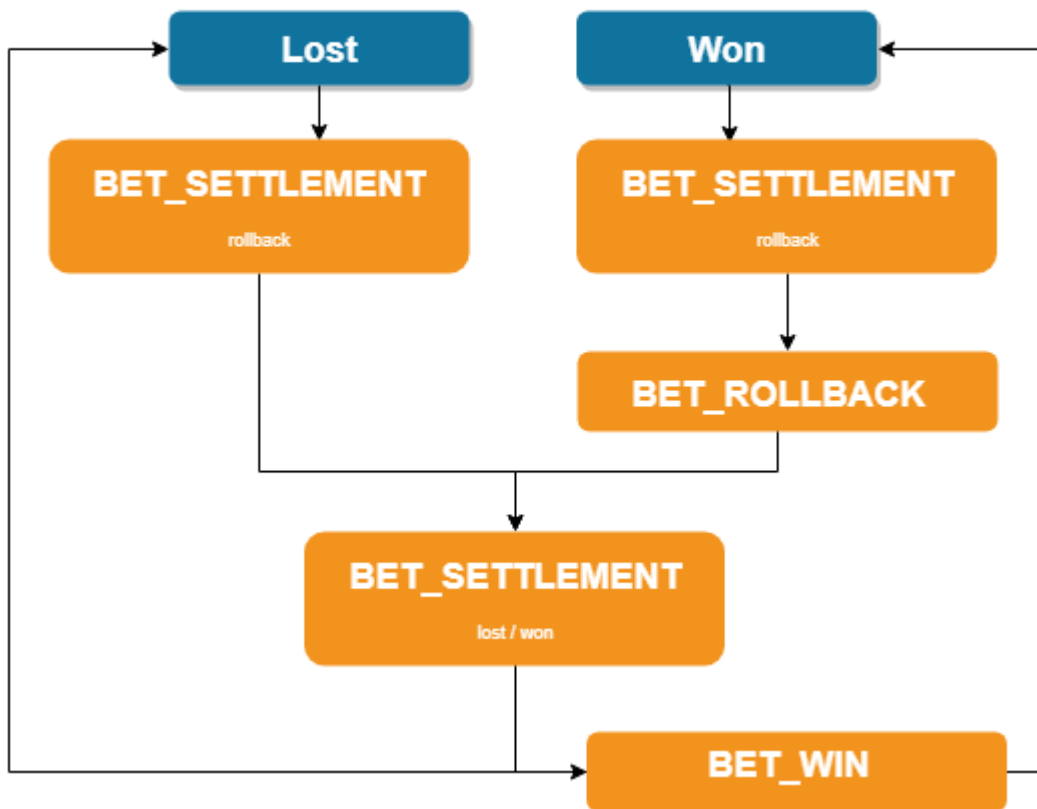 Lost
Won
BET_SETTLEMENT
rollback
BET_SETTLEMENT
rollback
BET_ROLLBACK
BET_SETTLEMENT
lost / won
BET_WIN